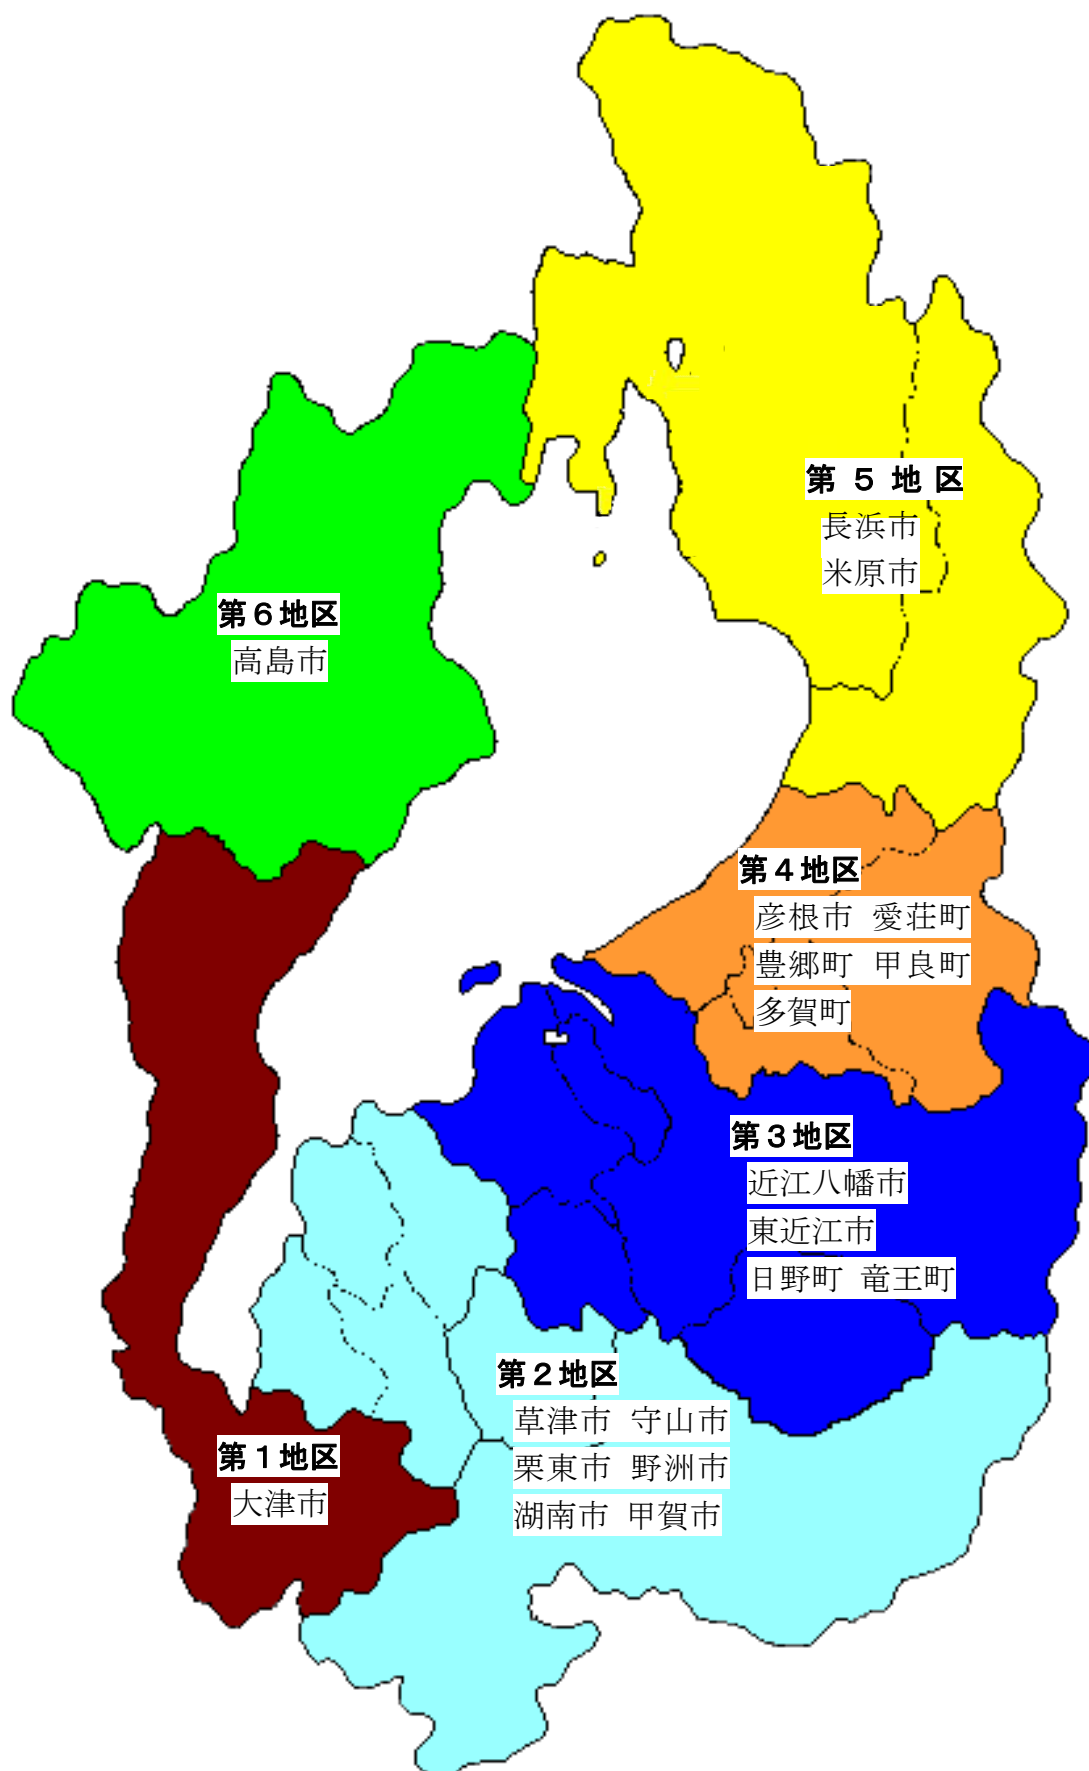 第５地区
長浜市
米原市
第６地区
高島市
第４地区
彦根市 愛荘町
豊郷町 甲良町
多賀町
第３地区
近江八幡市
東近江市
日野町 竜王町
第２地区
草津市 守山市
栗東市 野洲市
湖南市 甲賀市
第１地区
大津市